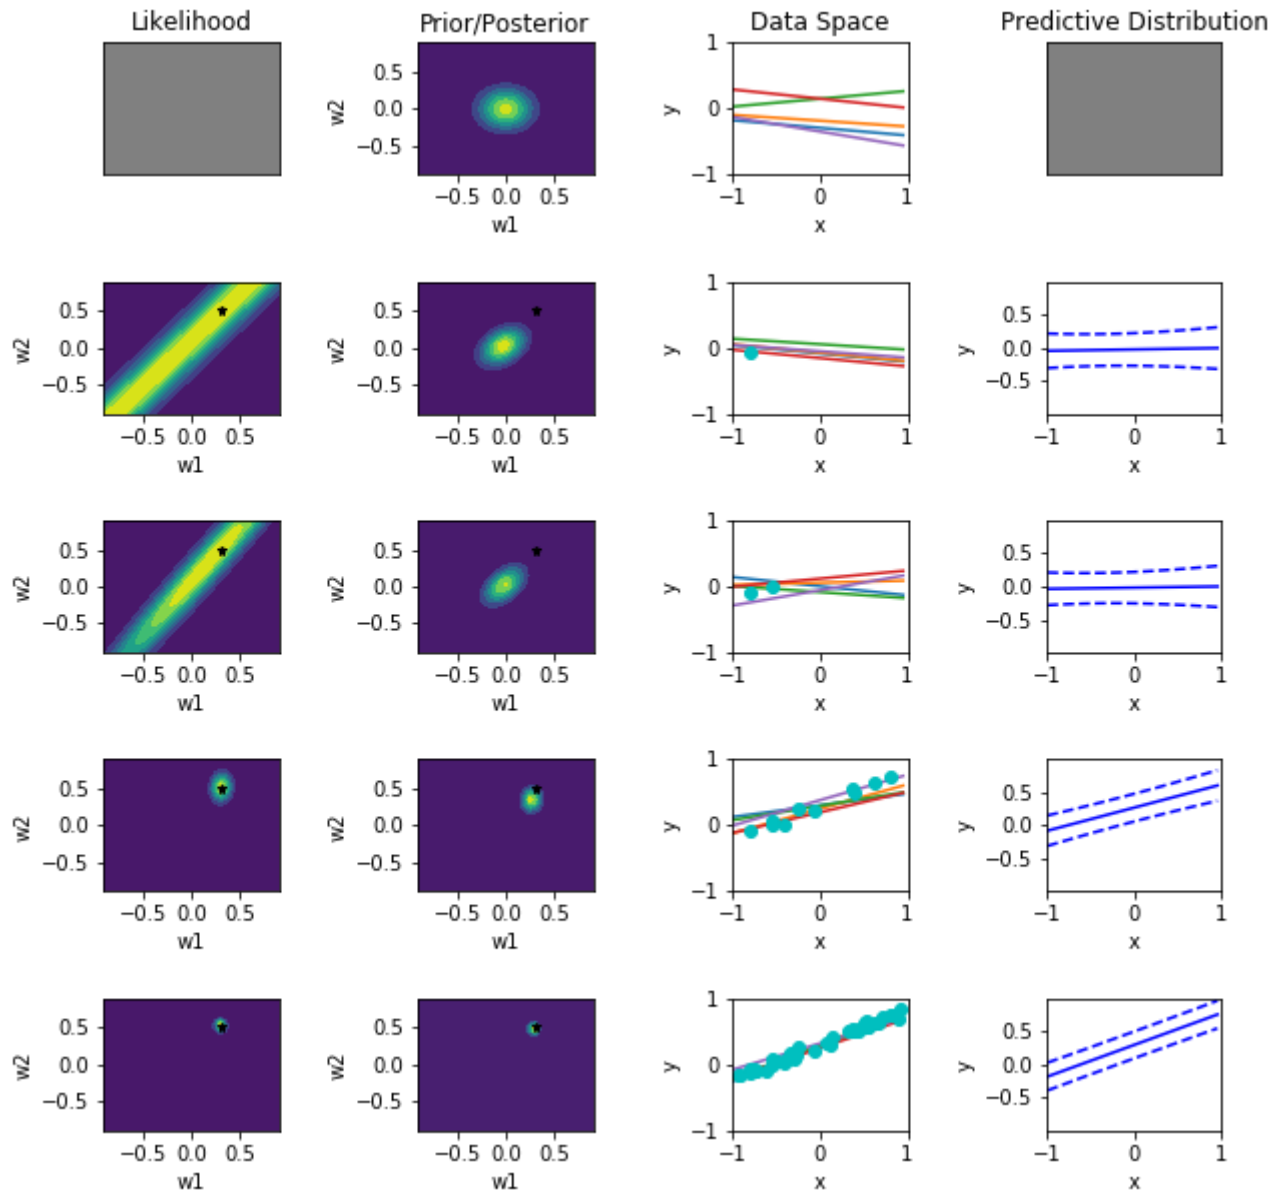 Likelihood Prior/Posterior Data Space Predictive Distribution
0.5 1
w2 0.0 y 0
−0.5 −1
−0.5 0.0 0.5 −1 0 1
w1 x
0.5 0.5 1 0.5
w2 0.0 w2 0.0 y 0 y 0.0
−0.5 −0.5 −1 −0.5
−0.5 0.0 0.5 −0.5 0.0 0.5 −1 0 1 −1 0 1
w1 w1 x x
0.5 0.5 1 0.5
w2 0.0 w2 0.0 y 0 y 0.0
−0.5 −0.5 −1 −0.5
−0.5 0.0 0.5 −0.5 0.0 0.5 −1 0 1 −1 0 1
w1 w1 x x
0.5 0.5 1 0.5
w2 0.0 w2 0.0 y 0 y 0.0
−0.5 −0.5 −1 −0.5
−0.5 0.0 0.5 −0.5 0.0 0.5 −1 0 1 −1 0 1
w1 w1 x x
0.5 0.5 1 0.5
w2 0.0 w2 0.0 y 0 y 0.0
−0.5 −0.5 −1 −0.5
−0.5 0.0 0.5 −0.5 0.0 0.5 −1 0 1 −1 0 1
w1 w1 x x